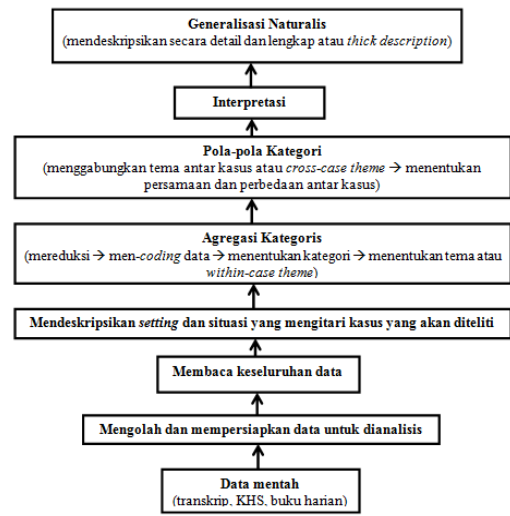 Generalisasi Naturalis
(mendeskripsikan secara detail dan lengkap atau thick description)
Interpretasi
Pola-pola Kategori
(menggabungkan tema antar kasus atau cross-case theme → menentukan
persamaan dan perbedaan antar kasus)
Agregasi Kategoris
(mereduksi → men-coding data → menentukan kategori → menentukan tema atau
within-case theme)
Mendeskripsikan setting dan situasi yang mengitari kasus yang akan diteliti
Membaca keseluruhan data
Mengolah dan mempersiapkan data untuk dianalisis
Data mentah
(transkrip, KHS, buku harian)